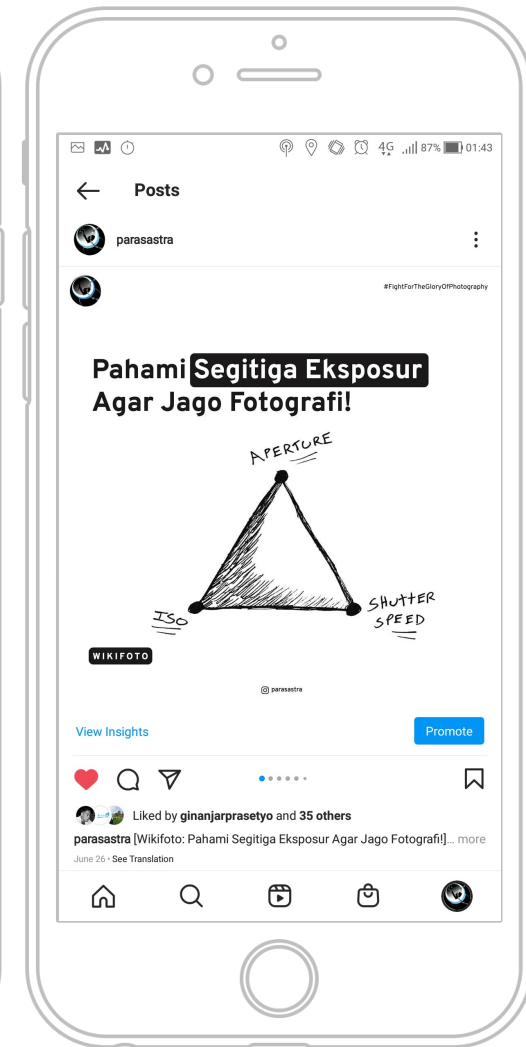 4G 87% 01:43
Posts
parasastra
#FightForTheGloryOfPhotography
Pahami Segitiga Eksposur
Agar Jago Fotografi!
APERTURE
ISO
SHUTTER
SPEED
WIKIFOTO
parasastra
View Insights
Promote
Liked by ginanjarprasetyo and 35 others
parasastra [Wikifoto: Pahami Segitiga Eksposur Agar Jago Fotografi!]... more
June 26 • See Translation